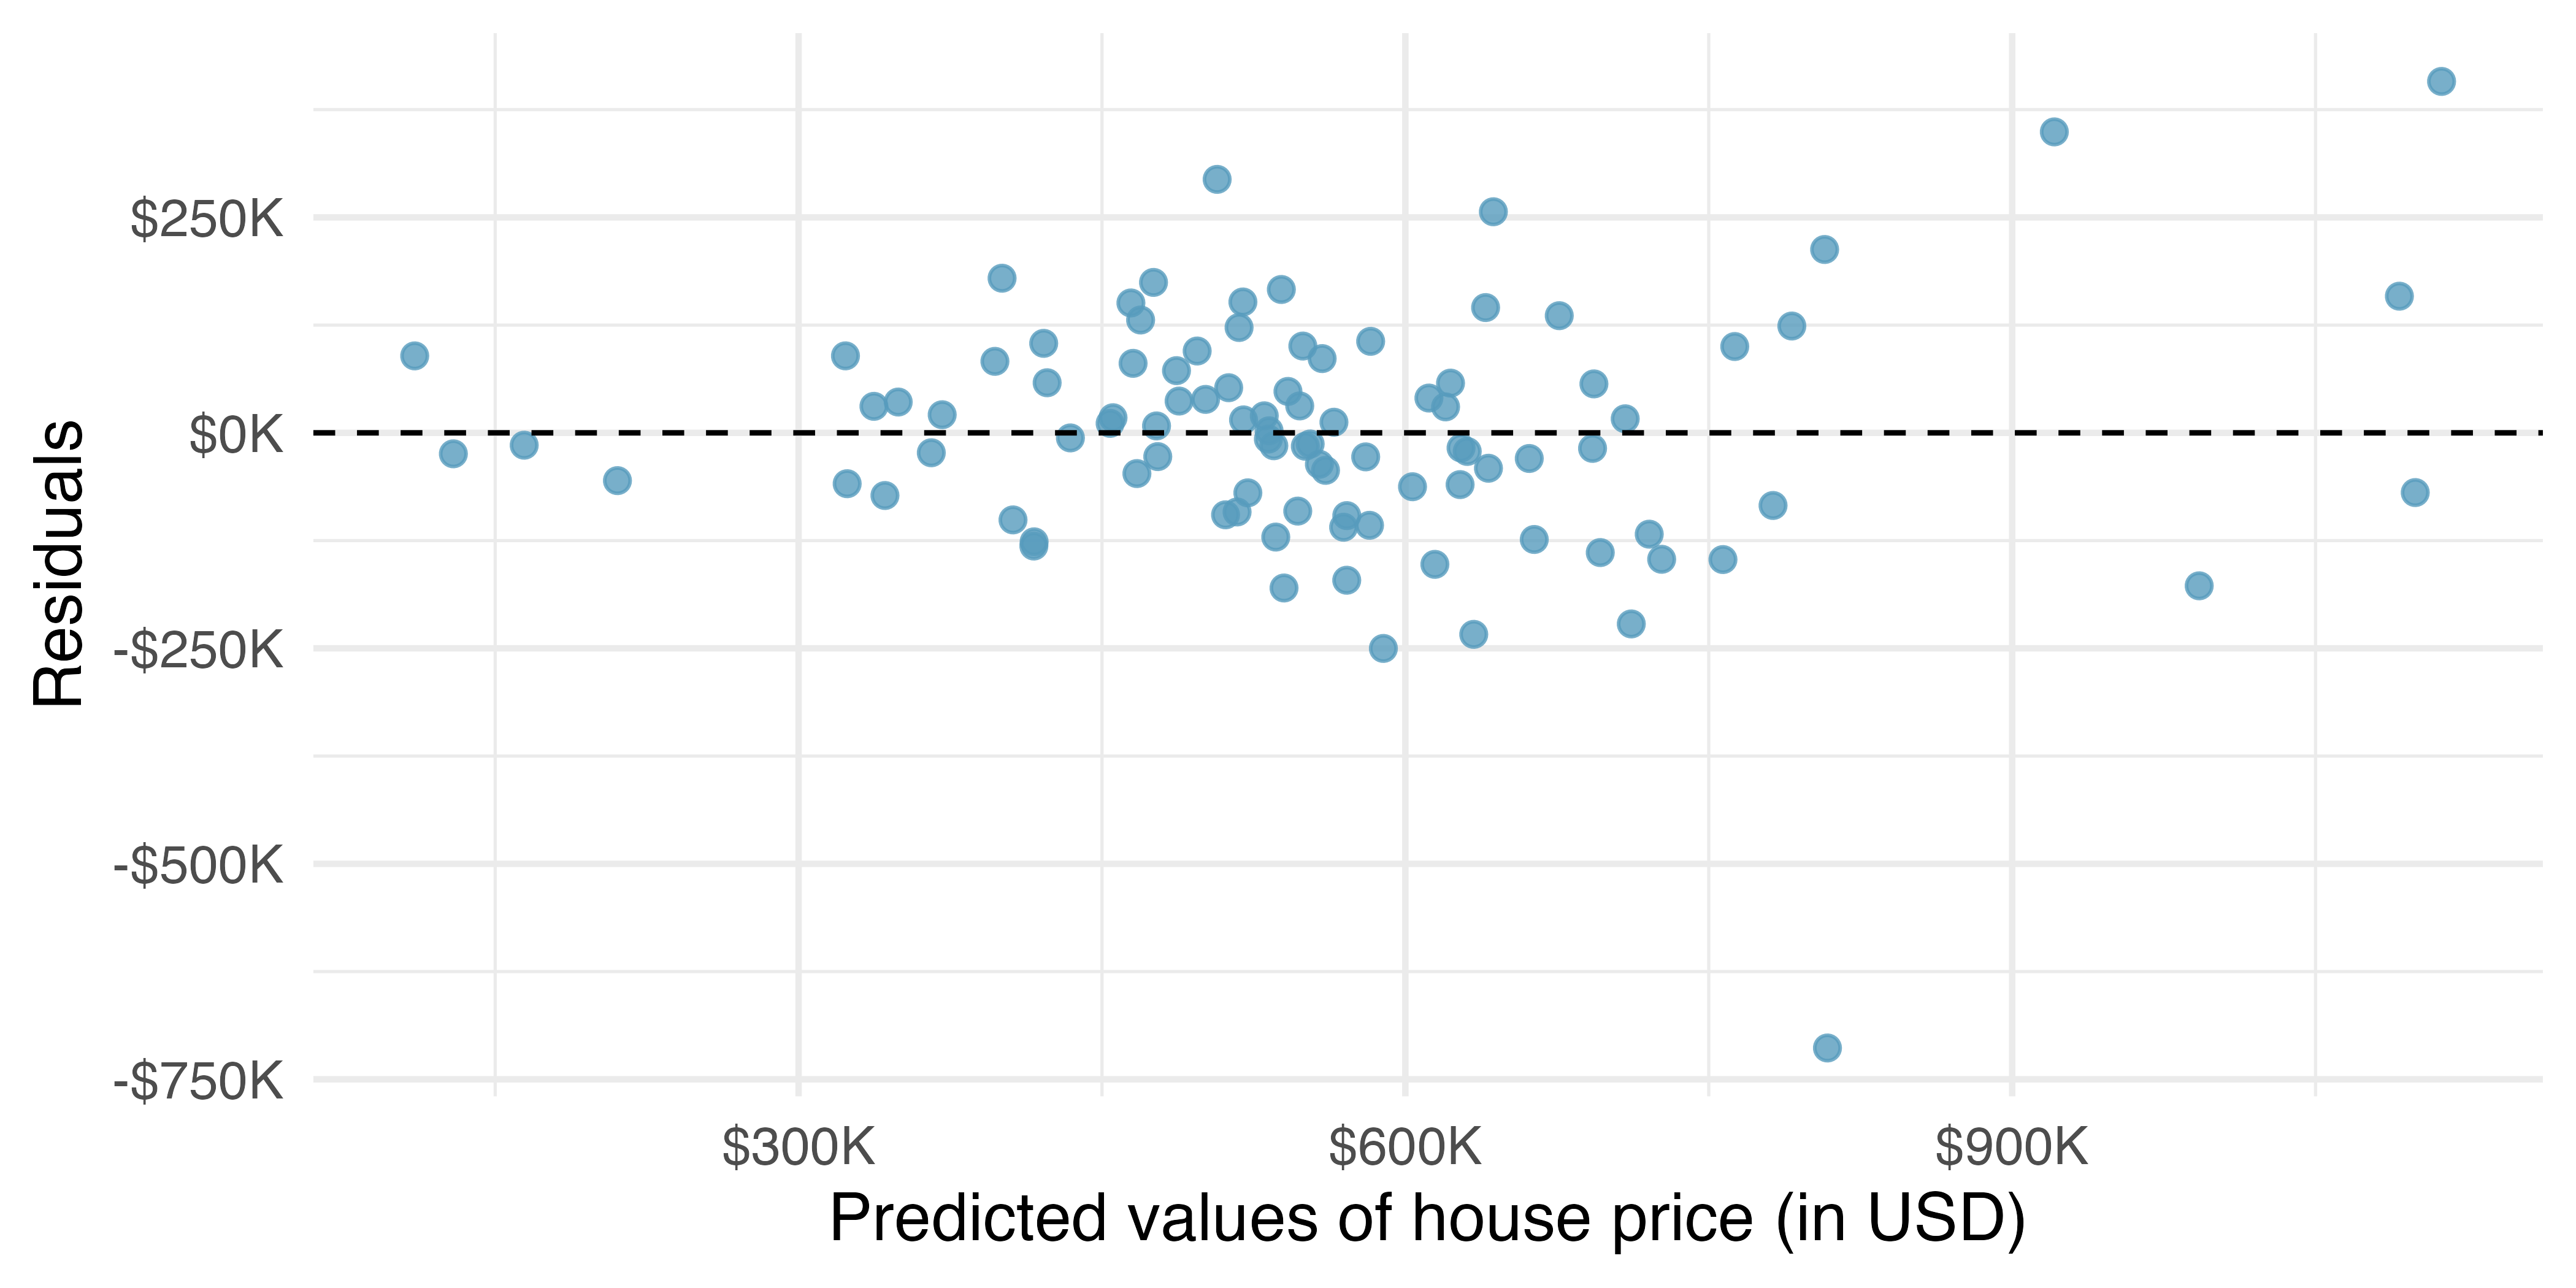 Residuals
$250K
$0K
-$250K
-$500K
-$750K
$300K $600K $900K
Predicted values of house price (in USD)